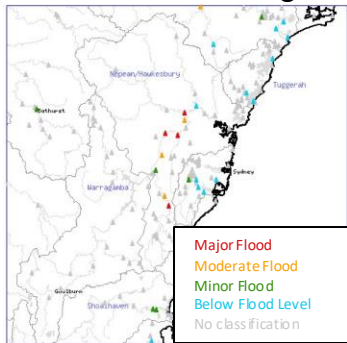 Nepean/Hawkesbury
Tuggerah
Bathurst
Sydney
Warragamba
Goulburn
Shoalhaven
Major Flood
Moderate Flood
Minor Flood
Below Flood Level
No classification